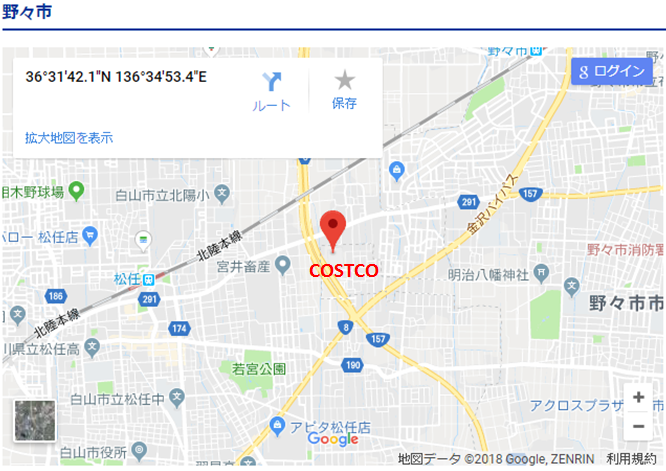 野々市
36°31'42.1"N 136°34'53.4"E
ルート
保存
拡大地図を表示
ログイン
野々市
相木野球場
白山市立北陽小
291
157
金沢バイパス
バロー 松任店
北陸本線
野々市消防署
宮井畜産
COSTCO
松任
明治八幡神社
186
291
野々市市
北陸本線
174
8
157
川県立松任高
190
若宮公園
白山市立松任中
アクロスプラザ
アピタ松任店
白山市役所
Google
地図データ ©2018 Google, ZENRIN
利用規約